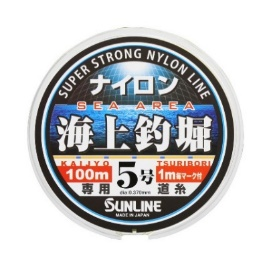 SUPER STRONG NYLON LINE
ナイロン
SEA AREA
海上釣堀
KAIJYO TSURIBORI
100m 5号 1m毎マーク付
専用 道糸
dia 0.370mm
SUNLINE
MADE IN JAPAN